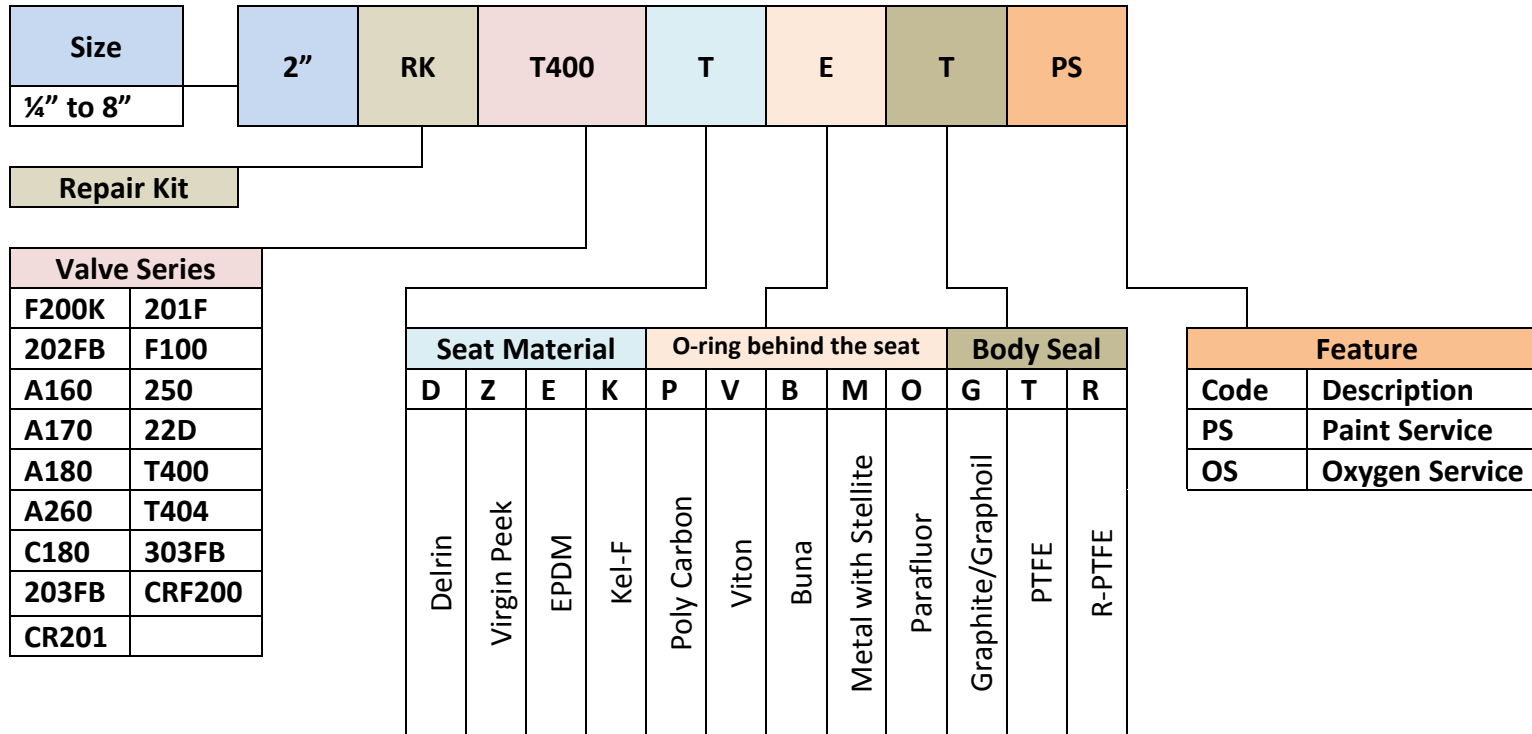 Size
¼” to 8”
2” RK T400 T E T PS
Repair Kit
Valve Series
F200K 201F
202FB F100
A160 250
A170 22D
A180 T400
A260 T404
C180 303FB
203FB CRF200
CR201
Seat Material O-ring behind the seat Body Seal
D Z E K P V B M O G T R
Delrin
Virgin Peek
EPDM
Kel-F
Poly Carbon
Viton
Buna
Metal with Stellite
Parafluor
Graphite/Graphoil
PTFE
R-PTFE
Feature
Code Description
PS Paint Service
OS Oxygen Service